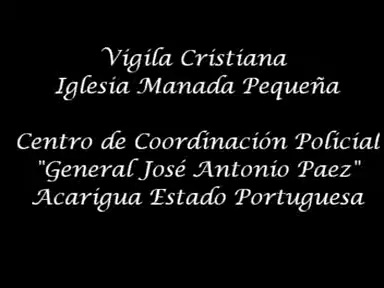 Vigila Cristiana
Iglesia Manada Pequeña
Centro de Coordinación Policial
"General José Antonio Paez"
Acarigua Estado Portuguesa